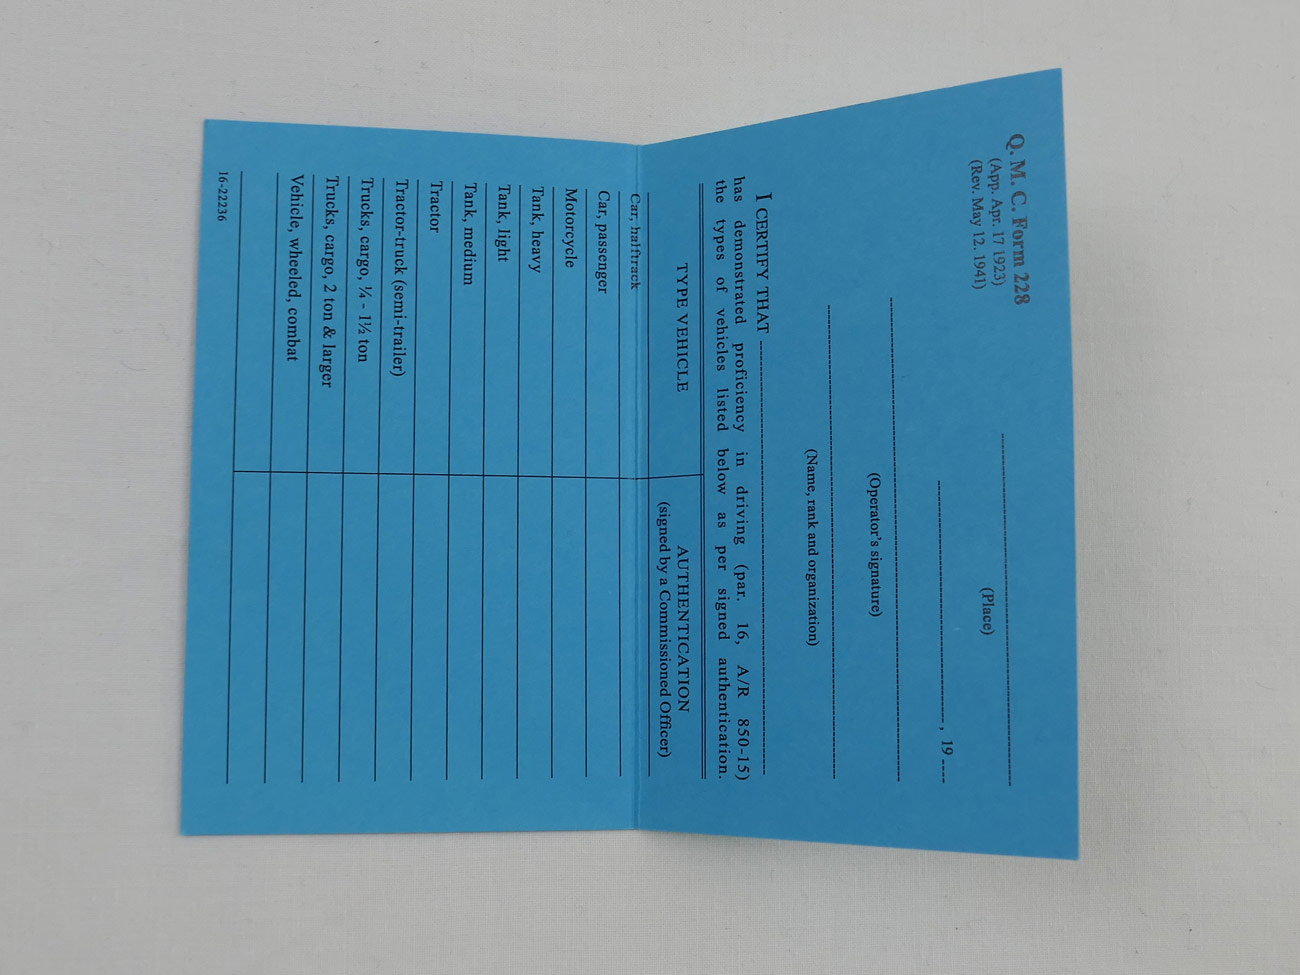 Q. M. C. Form 228
(App. Apr. 17 1923)
(Rev. May 12. 1941)
(Place)
, 19
(Operator's signature)
(Name, rank and organization)
I CERTIFY THAT
has demonstrated proficiency in driving (par. 16, A/R 850-15)
the types of vehicles listed below as per signed authentication.
TYPE VEHICLE
AUTHENTICATION
(signed by a Commissioned Officer)
Car, halftrack
Car, passenger
Motorcycle
Tank, heavy
Tank, light
Tank, medium
Tractor
Tractor-truck (semi-trailer)
Trucks, cargo, ¼ - 1½ ton
Trucks, cargo, 2 ton & larger
Vehicle, wheeled, combat
16-22236